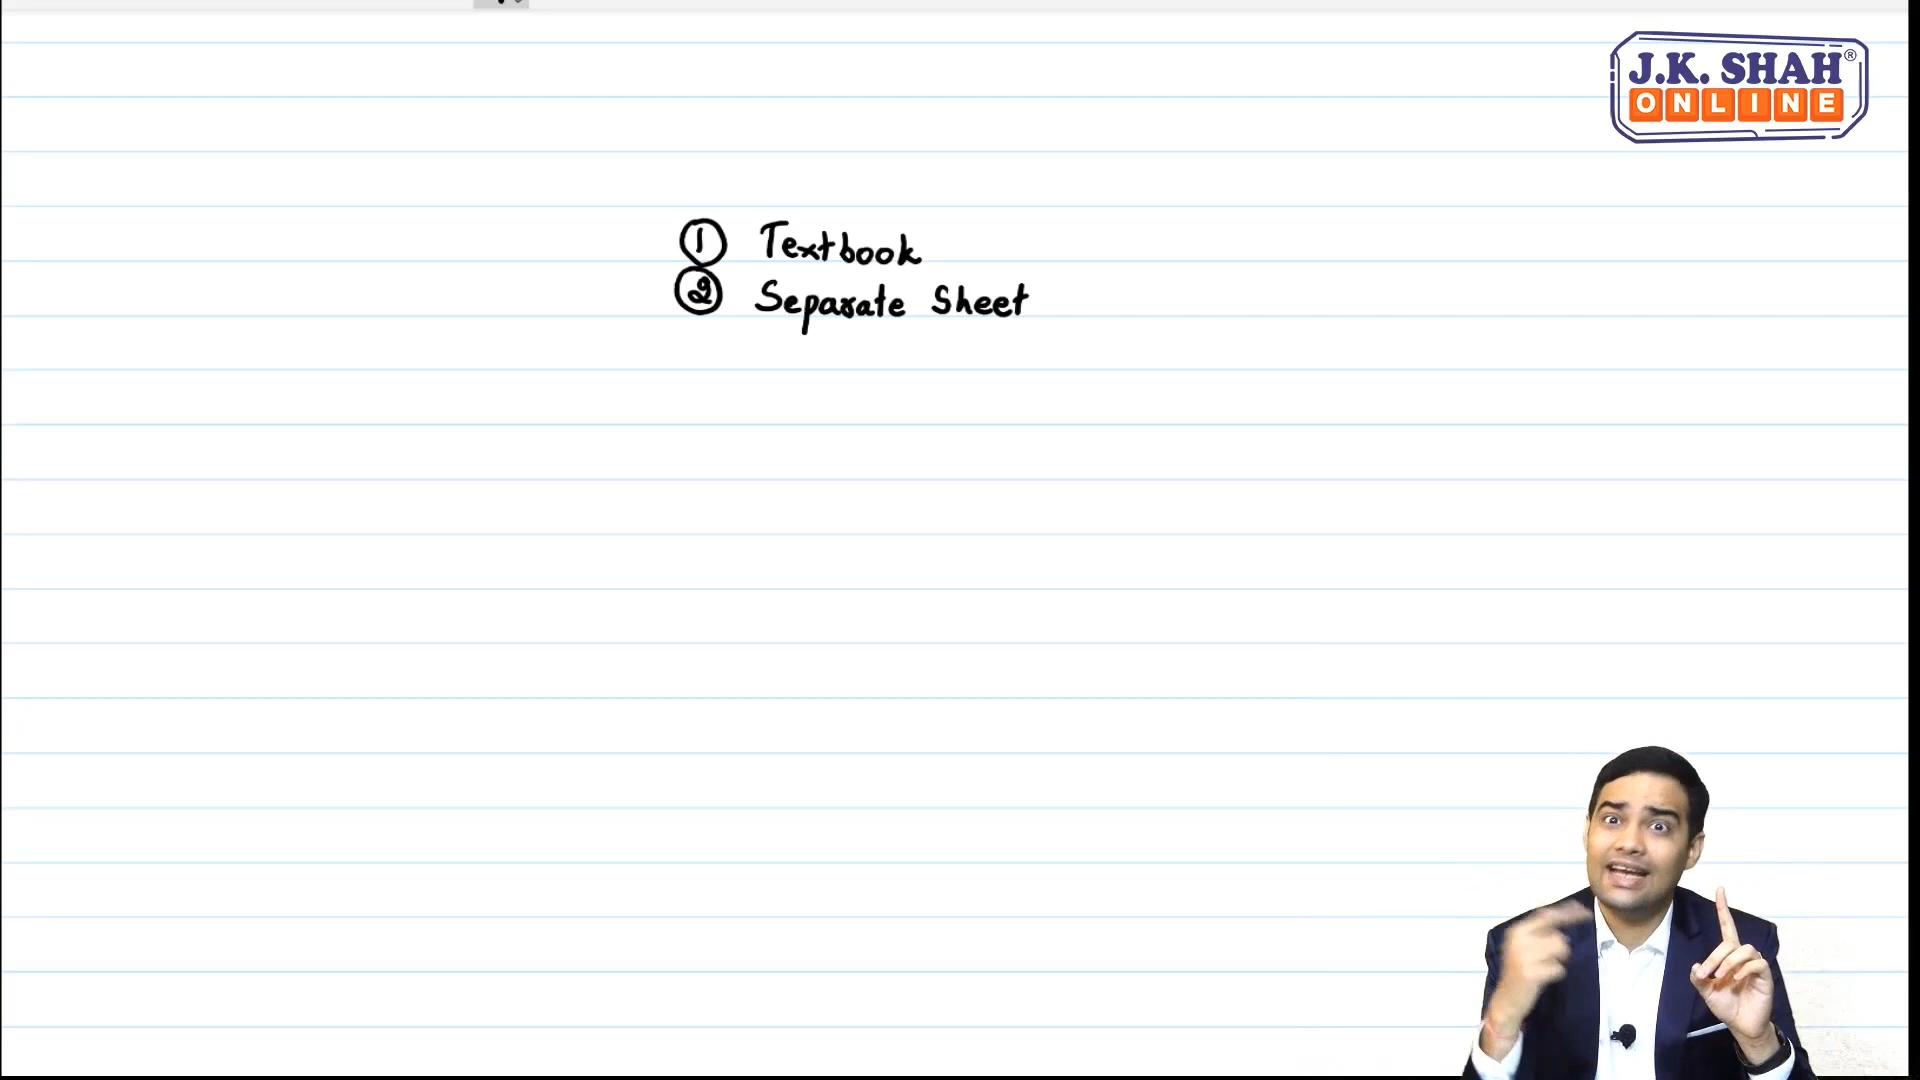 J.K. SHAH®
ONLINE
① Textbook
② Separate Sheet